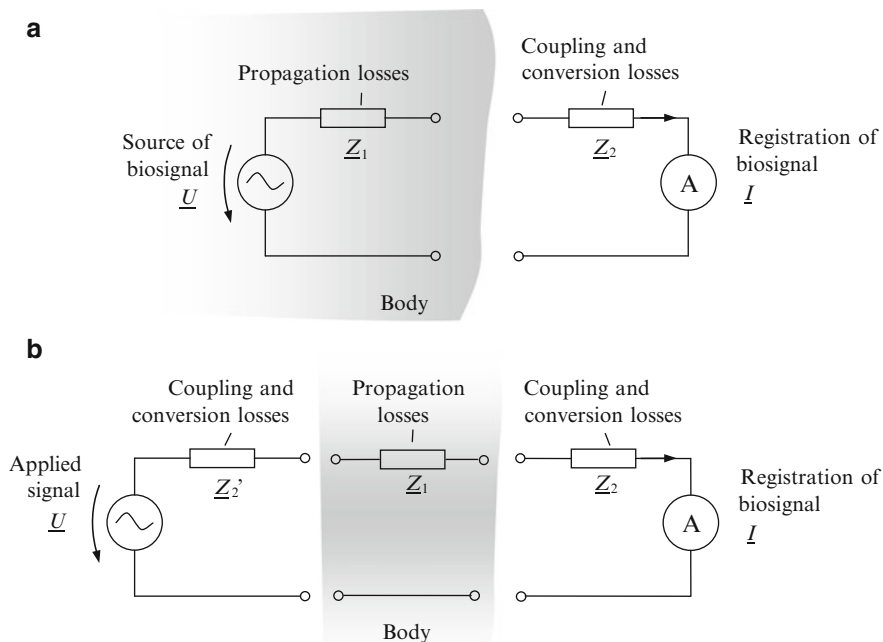 a
Propagation losses
Coupling and
conversion losses
Source of
biosignal
U
Z1
Z2
A
Registration of
biosignal
I
Body
b
Coupling and
conversion losses
Propagation
losses
Coupling and
conversion losses
Applied
signal
U
Z2’
Z1
Z2
A
Registration of
biosignal
I
Body